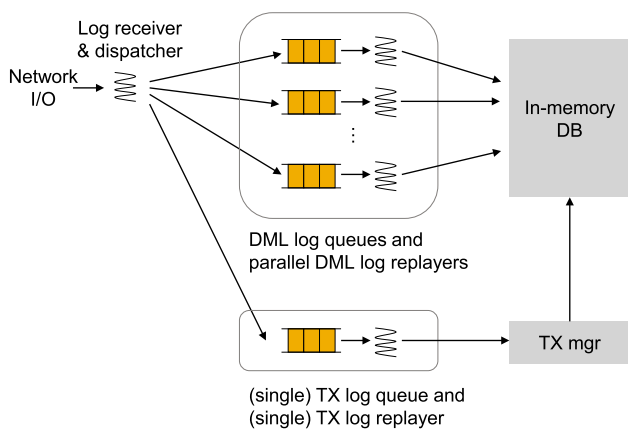 Log receiver
& dispatcher
Network
I/O
...
In-memory
DB
DML log queues and
parallel DML log replayers
TX mgr
(single) TX log queue and
(single) TX log replayer